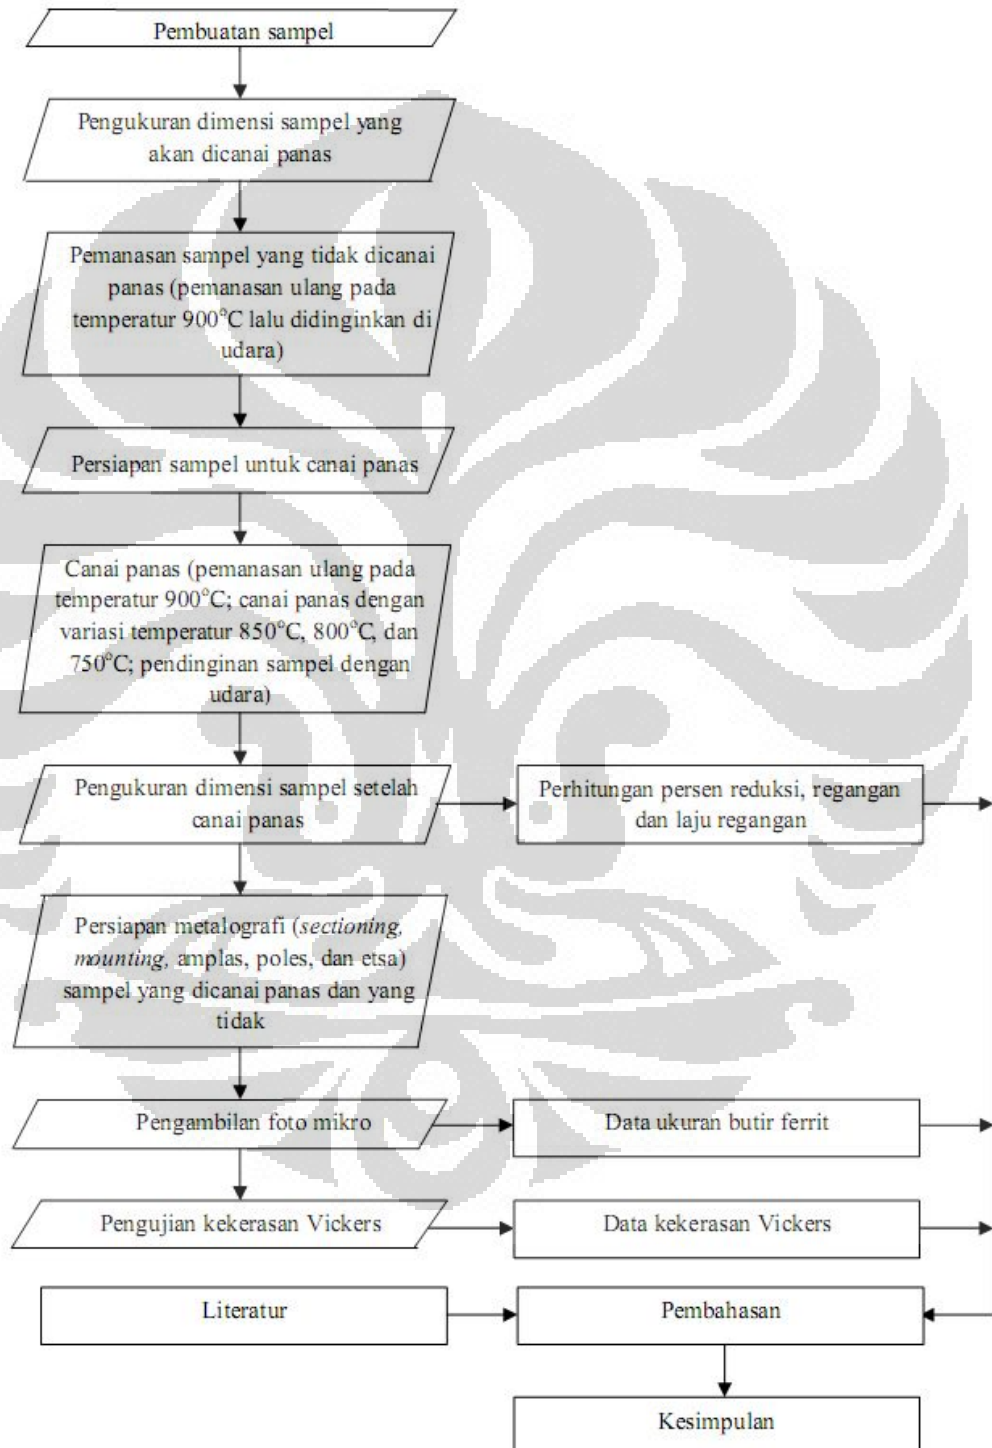 Pembuatan sampel
Pengukuran dimensi sampel yang
akan dicanai panas
Pemanasan sampel yang tidak dicanai
panas (pemanasan ulang pada
temperatur 900°C lalu didinginkan di
udara)
Persiapan sampel untuk canai panas
Canai panas (pemanasan ulang pada
temperatur 900°C; canai panas dengan
variasi temperatur 850°C, 800°C, dan
750°C; pendinginan sampel dengan
udara)
Pengukuran dimensi sampel setelah
canai panas
Perhitungan persen reduksi, regangan
dan laju regangan
Persiapan metalografi (sectioning,
mounting, amplas, poles, dan etsa)
sampel yang dicanai panas dan yang
tidak
Pengambilan foto mikro
Data ukuran butir ferrit
Pengujian kekerasan Vickers
Data kekerasan Vickers
Literatur
Pembahasan
Kesimpulan